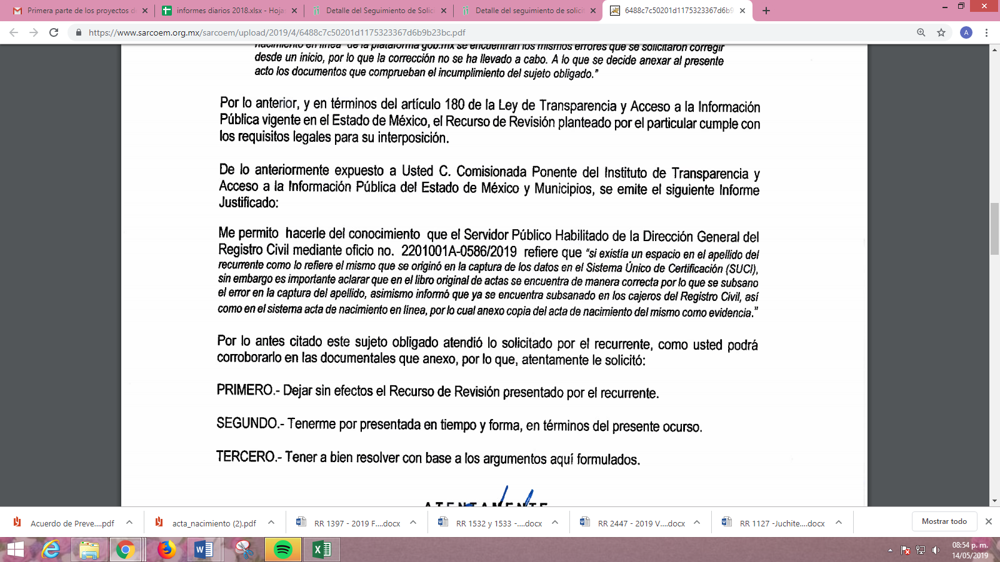 Primera parte de los proyectos d
informes diarios 2018.xlsx - Hoja
Detalle del Seguimiento de Solic
Detalle del seguimiento de solicit
6488c7c50201d1175323367d6b9
https://www.sarcoem.org.mx/sarcoem/upload/2019/4/6488c7c50201d1175323367d6b9b23bc.pdf
A
nacimiento en línea" de la plataforma gob.mx se encuentran los mismos errores que se solicitaron corregir
desde un inicio, por lo que la corrección no se ha llevado a cabo. A lo que se decide anexar al presente
acto los documentos que comprueban el incumplimiento del sujeto obligado."
Por lo anterior, y en términos del artículo 180 de la Ley de Transparencia y Acceso a la Información
Pública vigente en el Estado de México, el Recurso de Revisión planteado por el particular cumple con
los requisitos legales para su interposición.
De lo anteriormente expuesto a Usted C. Comisionada Ponente del Instituto de Transparencia y
Acceso a la Información Pública del Estado de México y Municipios, se emite el siguiente Informe
Justificado:
Me permito hacerle del conocimiento que el Servidor Público Habilitado de la Dirección General del
Registro Civil mediante oficio no. 2201001A-0586/2019 refiere que "si existía un espacio en el apellido del
recurrente como lo refiere el mismo que se originó en la captura de los datos en el Sistema Único de Certificación (SUCI),
sin embargo es importante aclarar que en el libro original de actas se encuentra de manera correcta por lo que se subsano
el error en la captura del apellido, asimismo informó que ya se encuentra subsanado en los cajeros del Registro Civil, así
como en el sistema acta de nacimiento en línea, por lo cual anexo copia del acta de nacimiento del mismo como evidencia."
Por lo antes citado este sujeto obligado atendió lo solicitado por el recurrente, como usted podrá
corroborarlo en las documentales que anexo, por lo que, atentamente le solicitó:
PRIMERO.- Dejar sin efectos el Recurso de Revisión presentado por el recurrente.
SEGUNDO.- Tenerme por presentada en tiempo y forma, en términos del presente ocurso.
TERCERO.- Tener a bien resolver con base a los argumentos aquí formulados.
ATENTAMENTE
Acuerdo de Preve....pdf
acta_nacimiento (2).pdf
RR 1397 - 2019 F....docx
RR 1532 y 1533 -....docx
RR 2447 - 2019 V....docx
RR 1127 -Juchite....docx
Mostrar todo
08:54 p. m.
14/05/2019